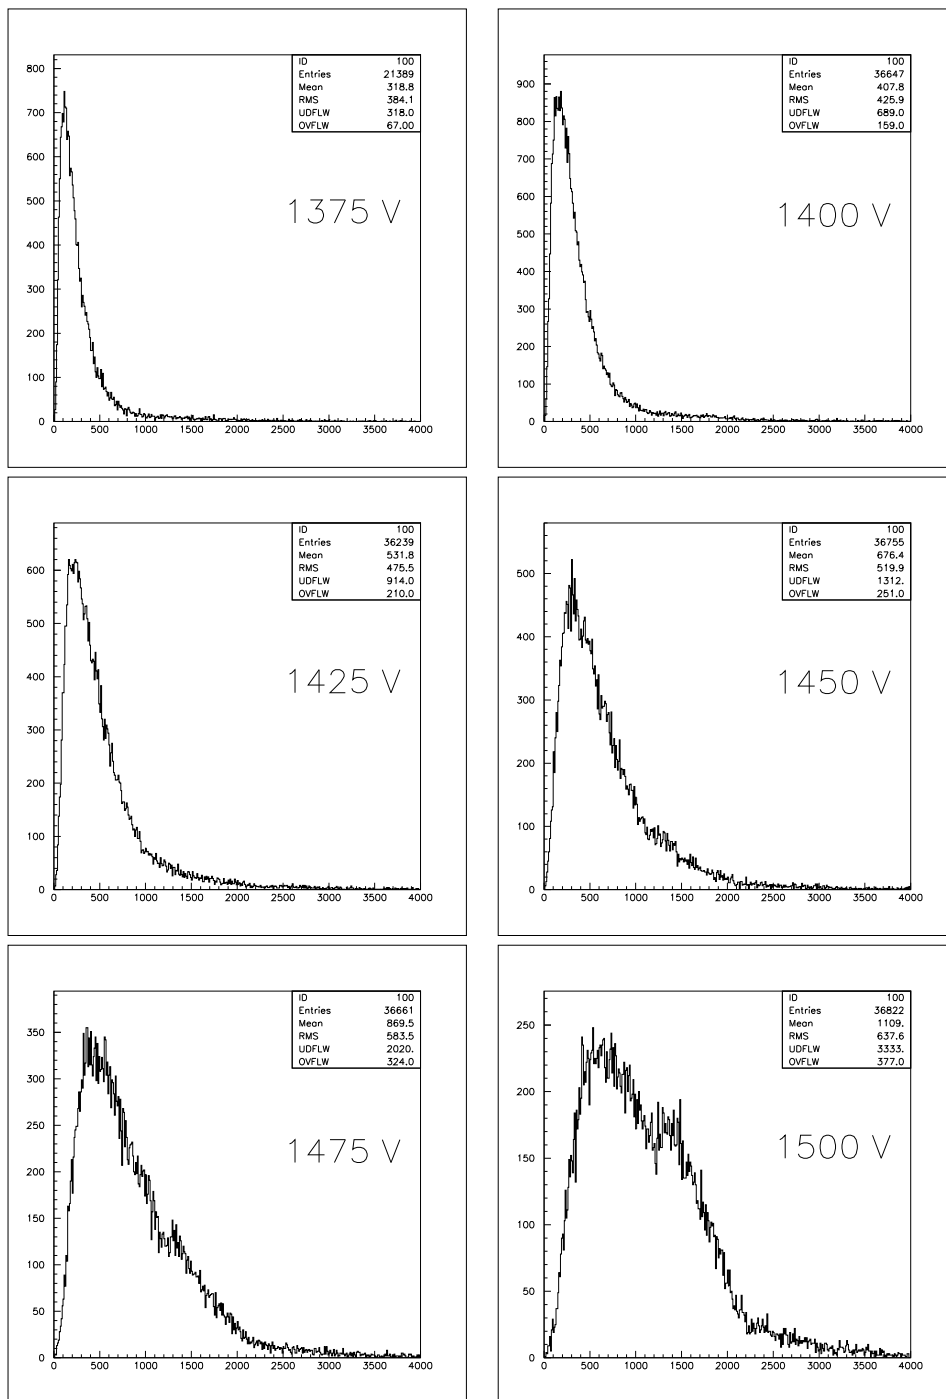 ID 100
Entries 21389
Mean 318.8
RMS 384.1
UDFLW 318.0
OVFLW 67.00
1375 V
800
700
600
500
400
300
200
100
0
0 500 1000 1500 2000 2500 3000 3500 4000
ID 100
Entries 36647
Mean 407.8
RMS 425.9
UDFLW 689.0
OVFLW 159.0
1400 V
900
800
700
600
500
400
300
200
100
0
0 500 1000 1500 2000 2500 3000 3500 4000
ID 100
Entries 36239
Mean 531.8
RMS 475.5
UDFLW 914.0
OVFLW 210.0
1425 V
600
500
400
300
200
100
0
0 500 1000 1500 2000 2500 3000 3500 4000
ID 100
Entries 36755
Mean 676.4
RMS 519.9
UDFLW 1312.
OVFLW 251.0
1450 V
500
400
300
200
100
0
0 500 1000 1500 2000 2500 3000 3500 4000
ID 100
Entries 36661
Mean 869.5
RMS 583.5
UDFLW 2020.
OVFLW 324.0
1475 V
350
300
250
200
150
100
50
0
0 500 1000 1500 2000 2500 3000 3500 4000
ID 100
Entries 36822
Mean 1109.
RMS 637.6
UDFLW 3333.
OVFLW 377.0
1500 V
250
200
150
100
50
0
0 500 1000 1500 2000 2500 3000 3500 4000